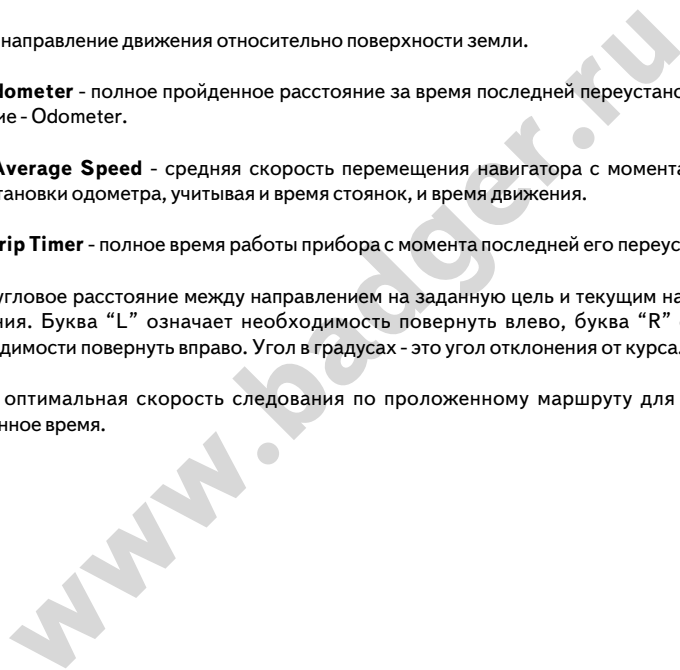 направление движения относительно поверхности земли.
lometer - полное пройденное расстояние за время последней переустано
ие - Odometer.
Average Speed - средняя скорость перемещения навигатора с момента
тановки одометра, учитывая и время стоянок, и время движения.
rip Timer - полное время работы прибора с момента последней его переус
угловое расстояние между направлением на заданную цель и текущим на
ния. Буква “L” означает необходимость повернуть влево, буква “R”
димости повернуть вправо. Угол в градусах - это угол отклонения от курса.
оптимальная скорость следования по проложенному маршруту для
нное время.
www.badger.ru